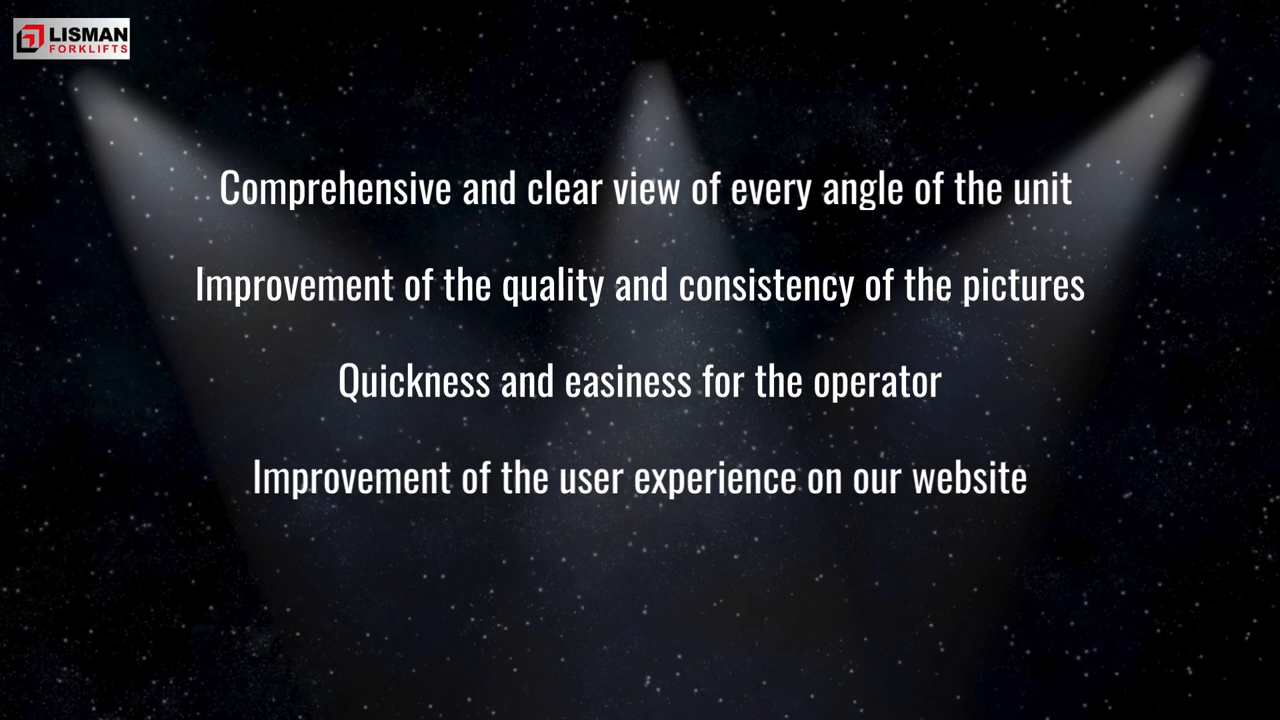 LISMAN
FORKLIFTS
Comprehensive and clear view of every angle of the unit
Improvement of the quality and consistency of the pictures
Quickness and easiness for the operator
Improvement of the user experience on our website